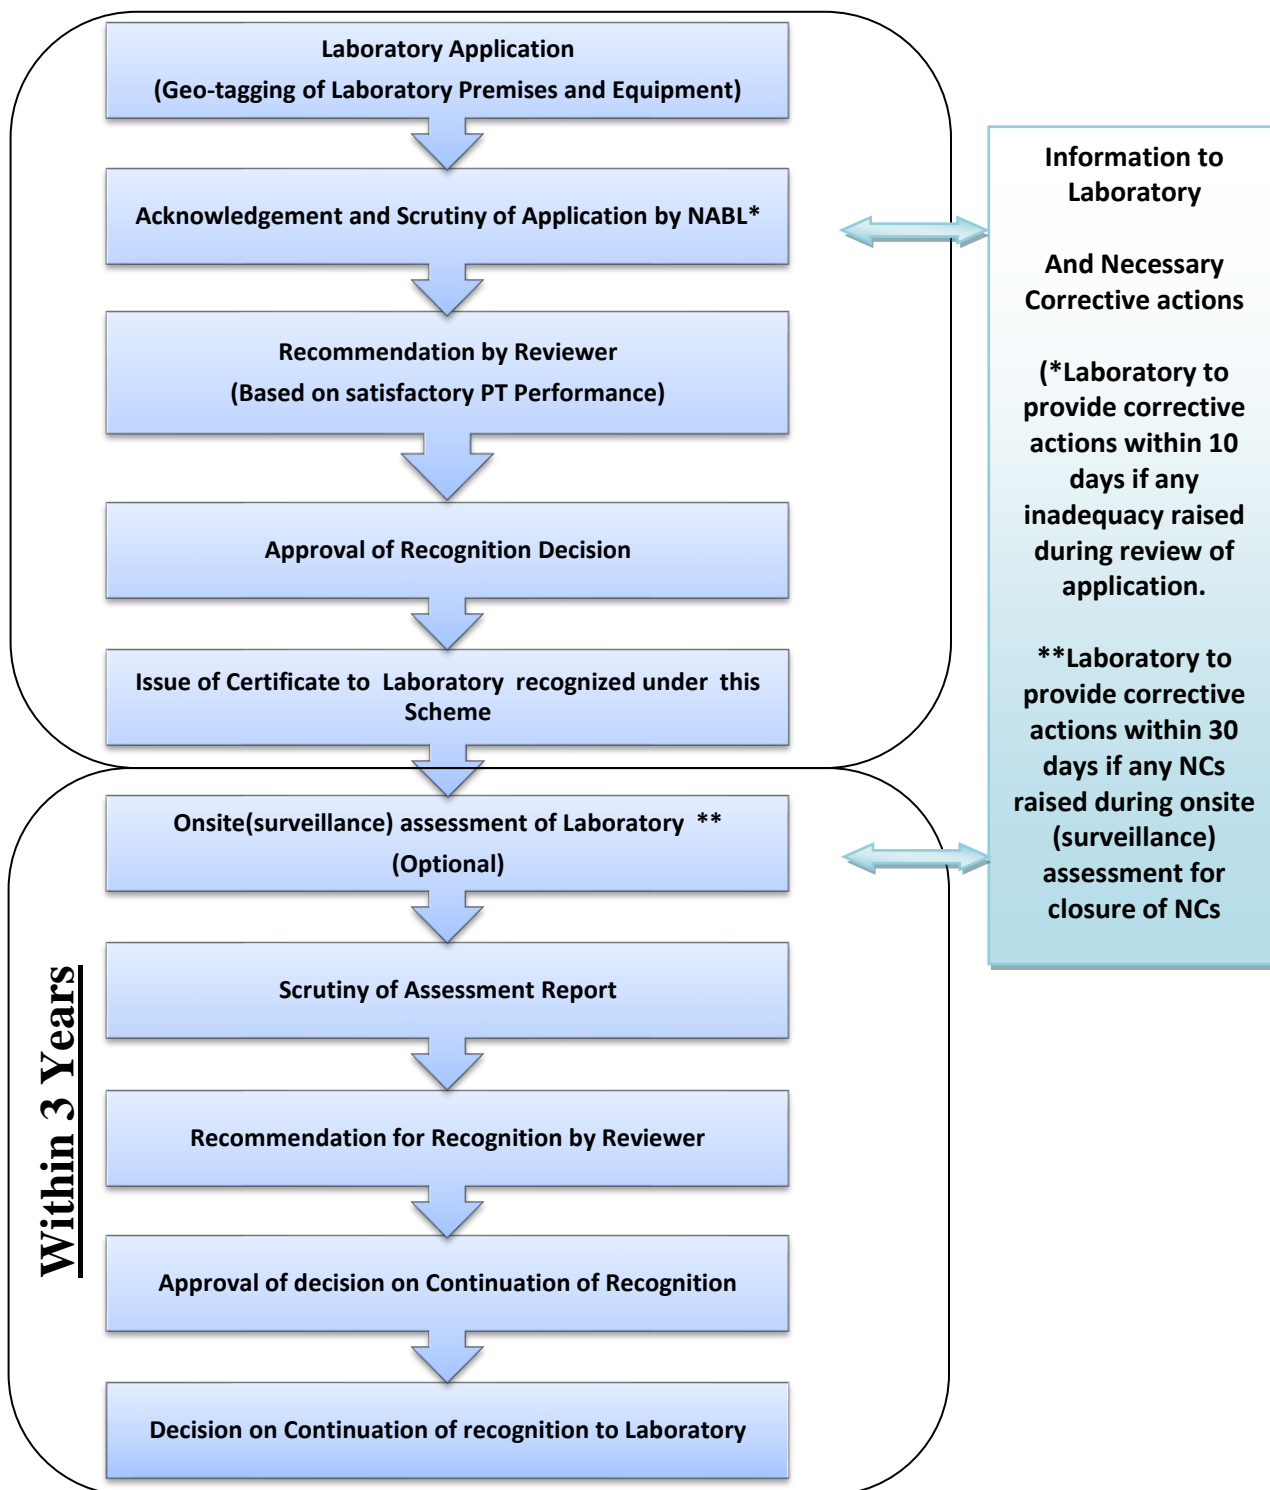 Laboratory Application
(Geo-tagging of Laboratory Premises and Equipment)
Acknowledgement and Scrutiny of Application by NABL*
Recommendation by Reviewer
(Based on satisfactory PT Performance)
Approval of Recognition Decision
Issue of Certificate to Laboratory recognized under this
Scheme
Onsite(surveillance) assessment of Laboratory **
(Optional)
Scrutiny of Assessment Report
Recommendation for Recognition by Reviewer
Approval of decision on Continuation of Recognition
Decision on Continuation of recognition to Laboratory
Within 3 Years
Information to
Laboratory
And Necessary
Corrective actions
(*Laboratory to
provide corrective
actions within 10
days if any
inadequacy raised
during review of
application.
**Laboratory to
provide corrective
actions within 30
days if any NCs
raised during onsite
(surveillance)
assessment for
closure of NCs